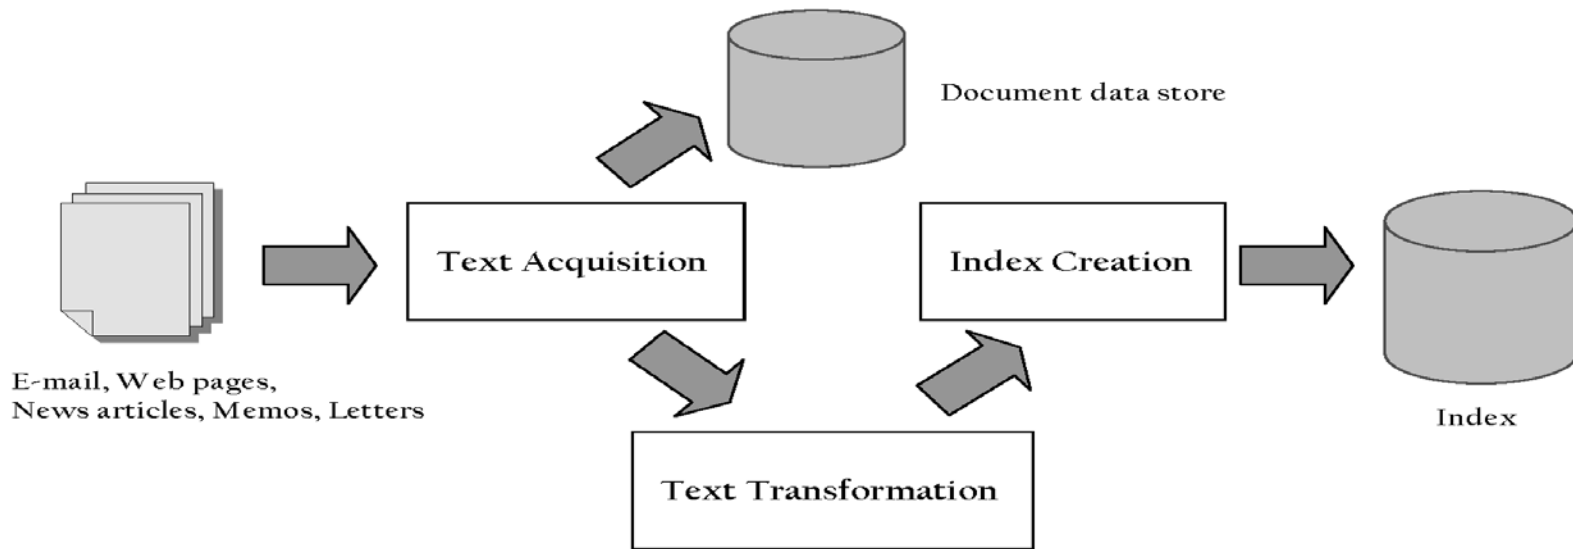 Document data store
Text Acquisition
Index Creation
E-mail, Web pages,
News articles, Memos, Letters
Index
Text Transformation